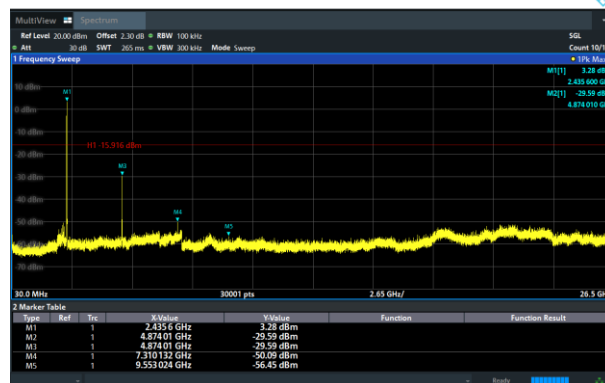 MultiView Spectrum
Ref Level 20.00 dBm Offset 2.30 dB RBW 100 kHz SGL
Att 30 dB SWT 265 ms VBW 300 kHz Mode Sweep Count 10/1
1 Frequency Sweep 1Pk Max
M1[1] 3.28 dB
2.435 600 G
M2[1] -29.59 dB
4.874 010 G
10 dBm
M1
0 dBm
-10 dBm
H1 -15.916 dBm
-20 dBm
M3
-30 dBm
-40 dBm
M4
-50 dBm
M5
-60 dBm
-70 dBm
30.0 MHz 30001 pts 2.65 GHz/ 26.5 GH
2 Marker Table
Type Ref Trc X-Value Y-Value Function Function Result
M1 1 2.435 6 GHz 3.28 dBm
M2 1 4.874 01 GHz -29.59 dBm
M3 1 4.874 01 GHz -29.59 dBm
M4 1 7.310 132 GHz -50.09 dBm
M5 1 9.553 024 GHz -56.45 dBm
Ready